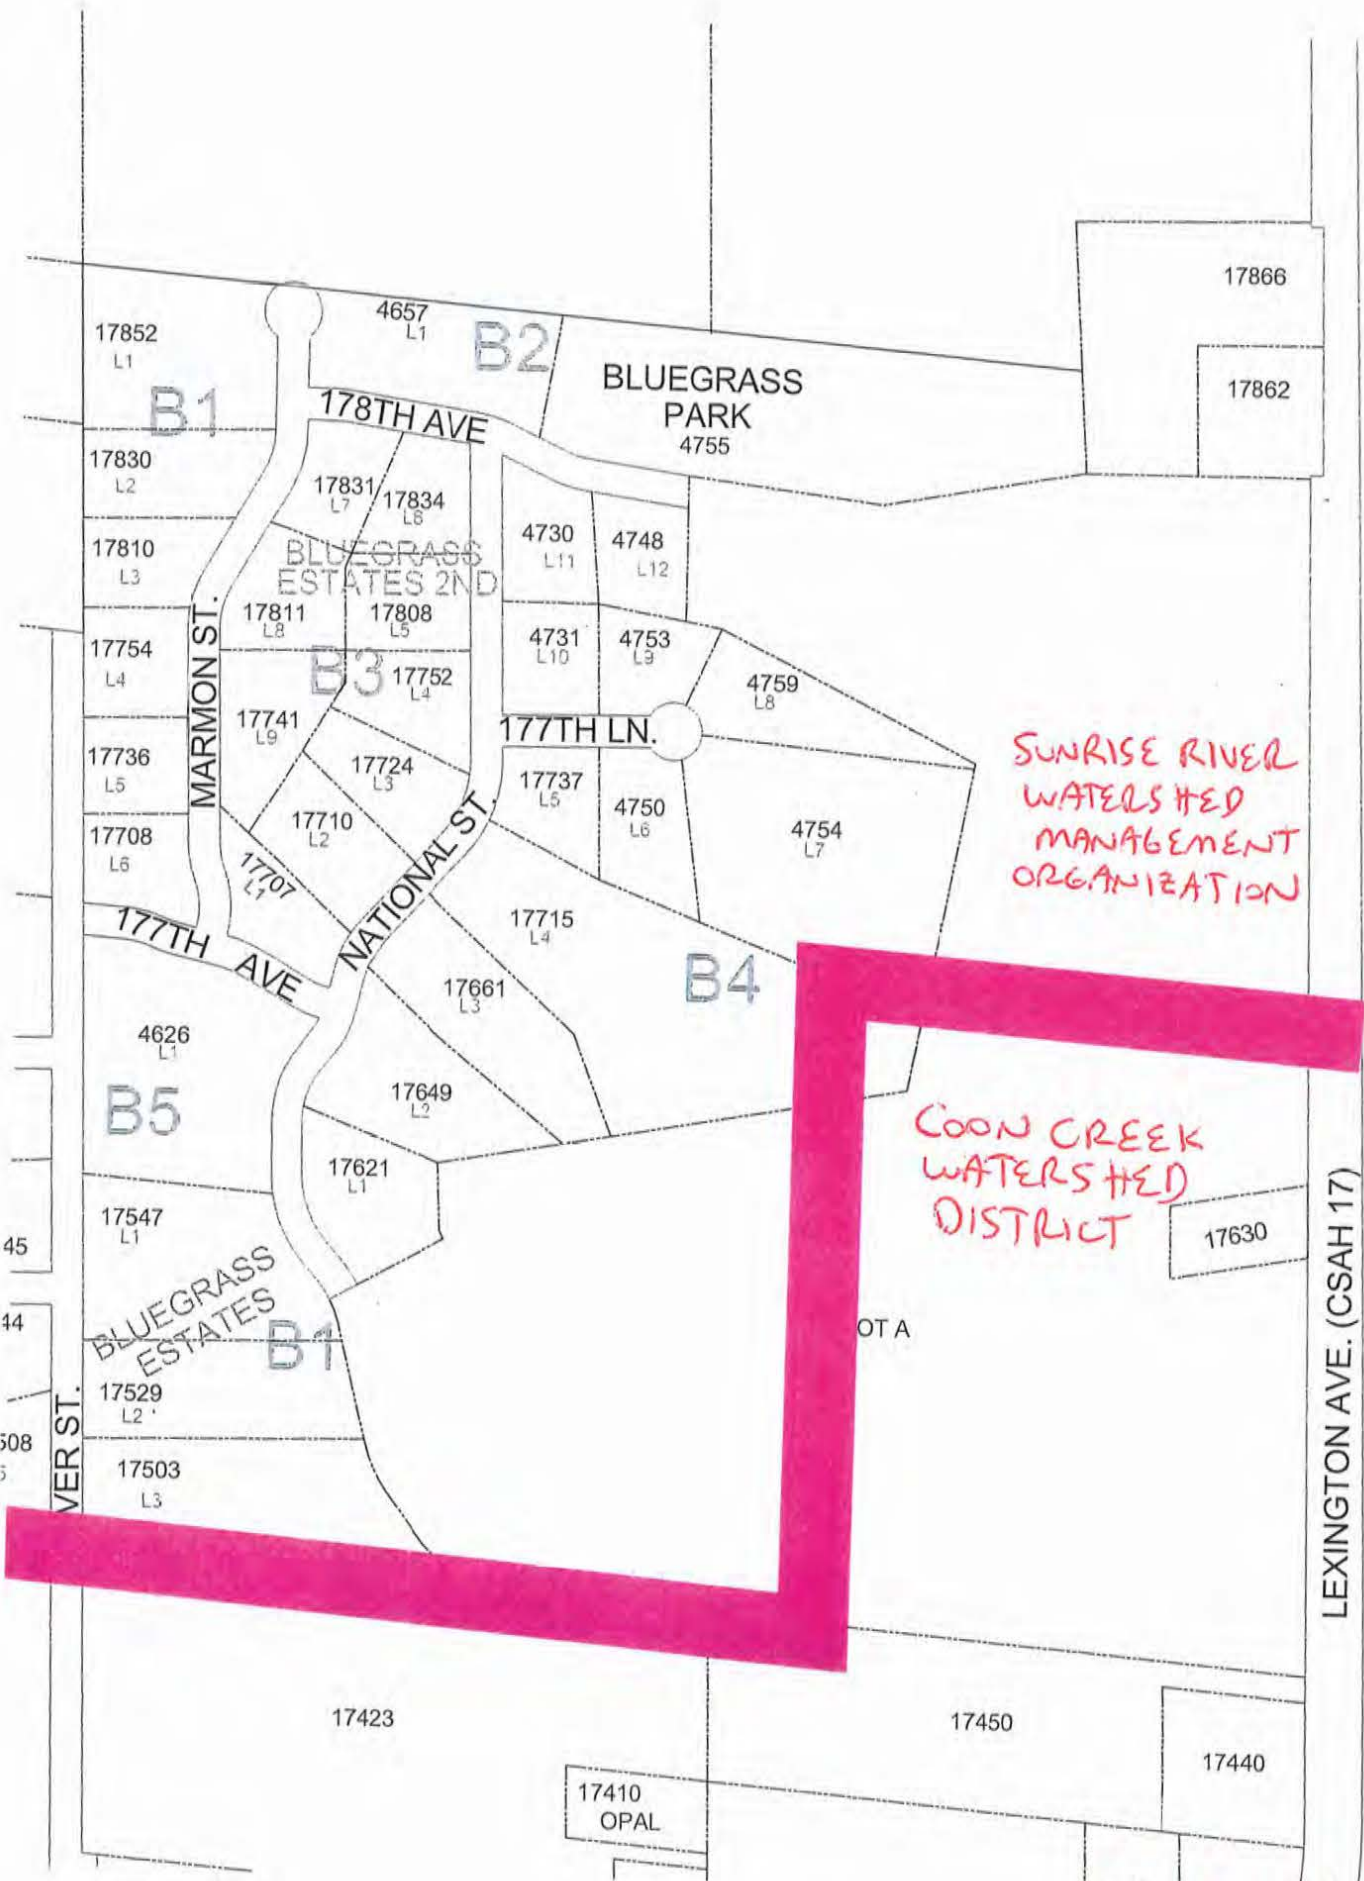 17866
4657
L1
17852
L1
B2
BLUEGRASS
PARK
4755
17862
B1
178TH AVE
17830
L2
17831
L7
17834
L6
4730
L11
4748
L12
17810
L3
BLUEGRASS
ESTATES 2ND
17811
L8
17808
L5
4731
L10
4753
L9
17754
L4
MARMON ST.
B3
17752
L4
4759
L8
17741
L9
177TH LN.
17736
L5
17724
L3
17737
L5
SUNRISE RIVER
WATERSHED
MANAGEMENT
ORGANIZATION
17710
L2
4750
L6
4754
L7
17708
L6
17707
L1
NATIONAL ST.
17715
L4
177TH AVE
B4
17661
L3
4626
L1
17649
L2
B5
COON CREEK
WATERSHED
DISTRICT
17621
L1
17547
L1
17630
45
BLUEGRASS
ESTATES
44
B1
OT A
LEXINGTON AVE. (CSAH 17)
17529
L2
VER ST.
508
17503
L3
17423
17450
17440
17410
OPAL